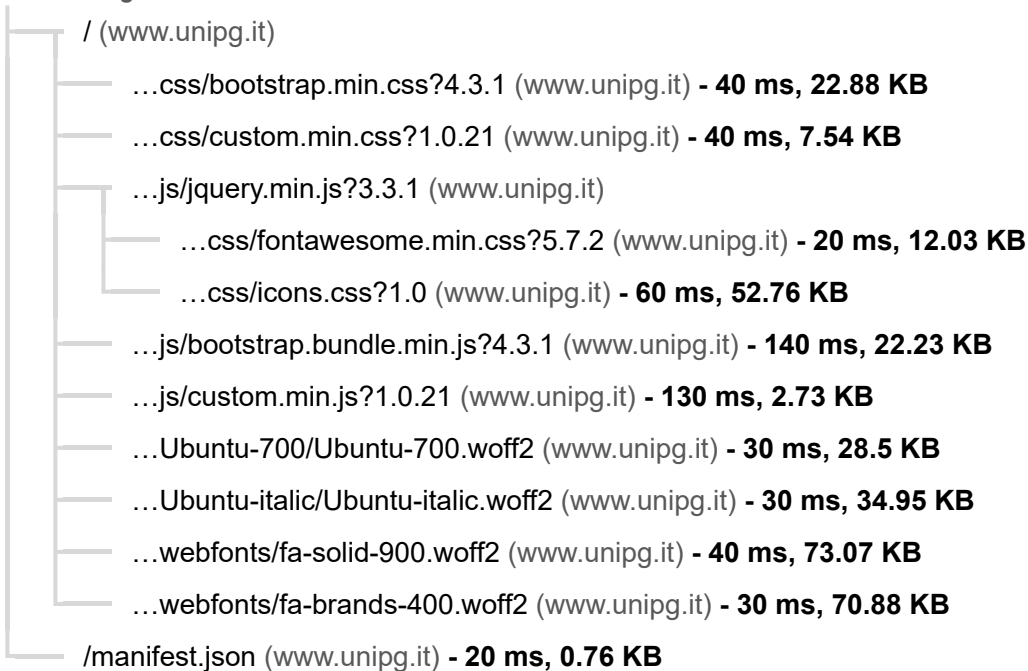 / (www.unipg.it)
…css/bootstrap.min.css?4.3.1 (www.unipg.it) - 40 ms, 22.88 KB
…css/custom.min.css?1.0.21 (www.unipg.it) - 40 ms, 7.54 KB
…js/jquery.min.js?3.3.1 (www.unipg.it)
…css/fontawesome.min.css?5.7.2 (www.unipg.it) - 20 ms, 12.03 KB
…css/icons.css?1.0 (www.unipg.it) - 60 ms, 52.76 KB
…js/bootstrap.bundle.min.js?4.3.1 (www.unipg.it) - 140 ms, 22.23 KB
…js/custom.min.js?1.0.21 (www.unipg.it) - 130 ms, 2.73 KB
…Ubuntu-700/Ubuntu-700.woff2 (www.unipg.it) - 30 ms, 28.5 KB
…Ubuntu-italic/Ubuntu-italic.woff2 (www.unipg.it) - 30 ms, 34.95 KB
…webfonts/fa-solid-900.woff2 (www.unipg.it) - 40 ms, 73.07 KB
…webfonts/fa-brands-400.woff2 (www.unipg.it) - 30 ms, 70.88 KB
/manifest.json (www.unipg.it) - 20 ms, 0.76 KB